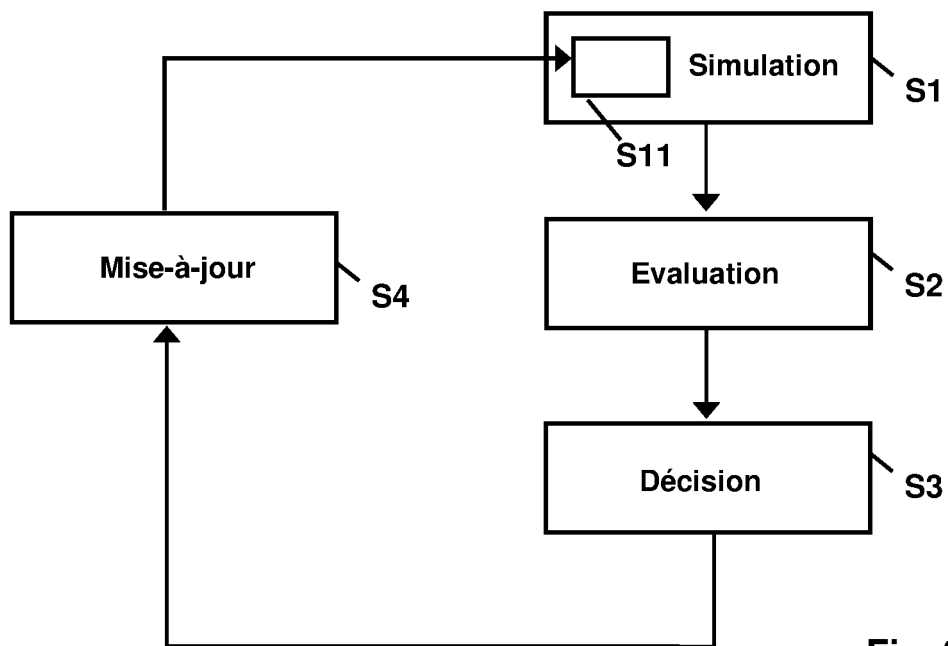 Simulation
S1
S11
Mise-à-jour
S4
Evaluation
S2
Décision
S3